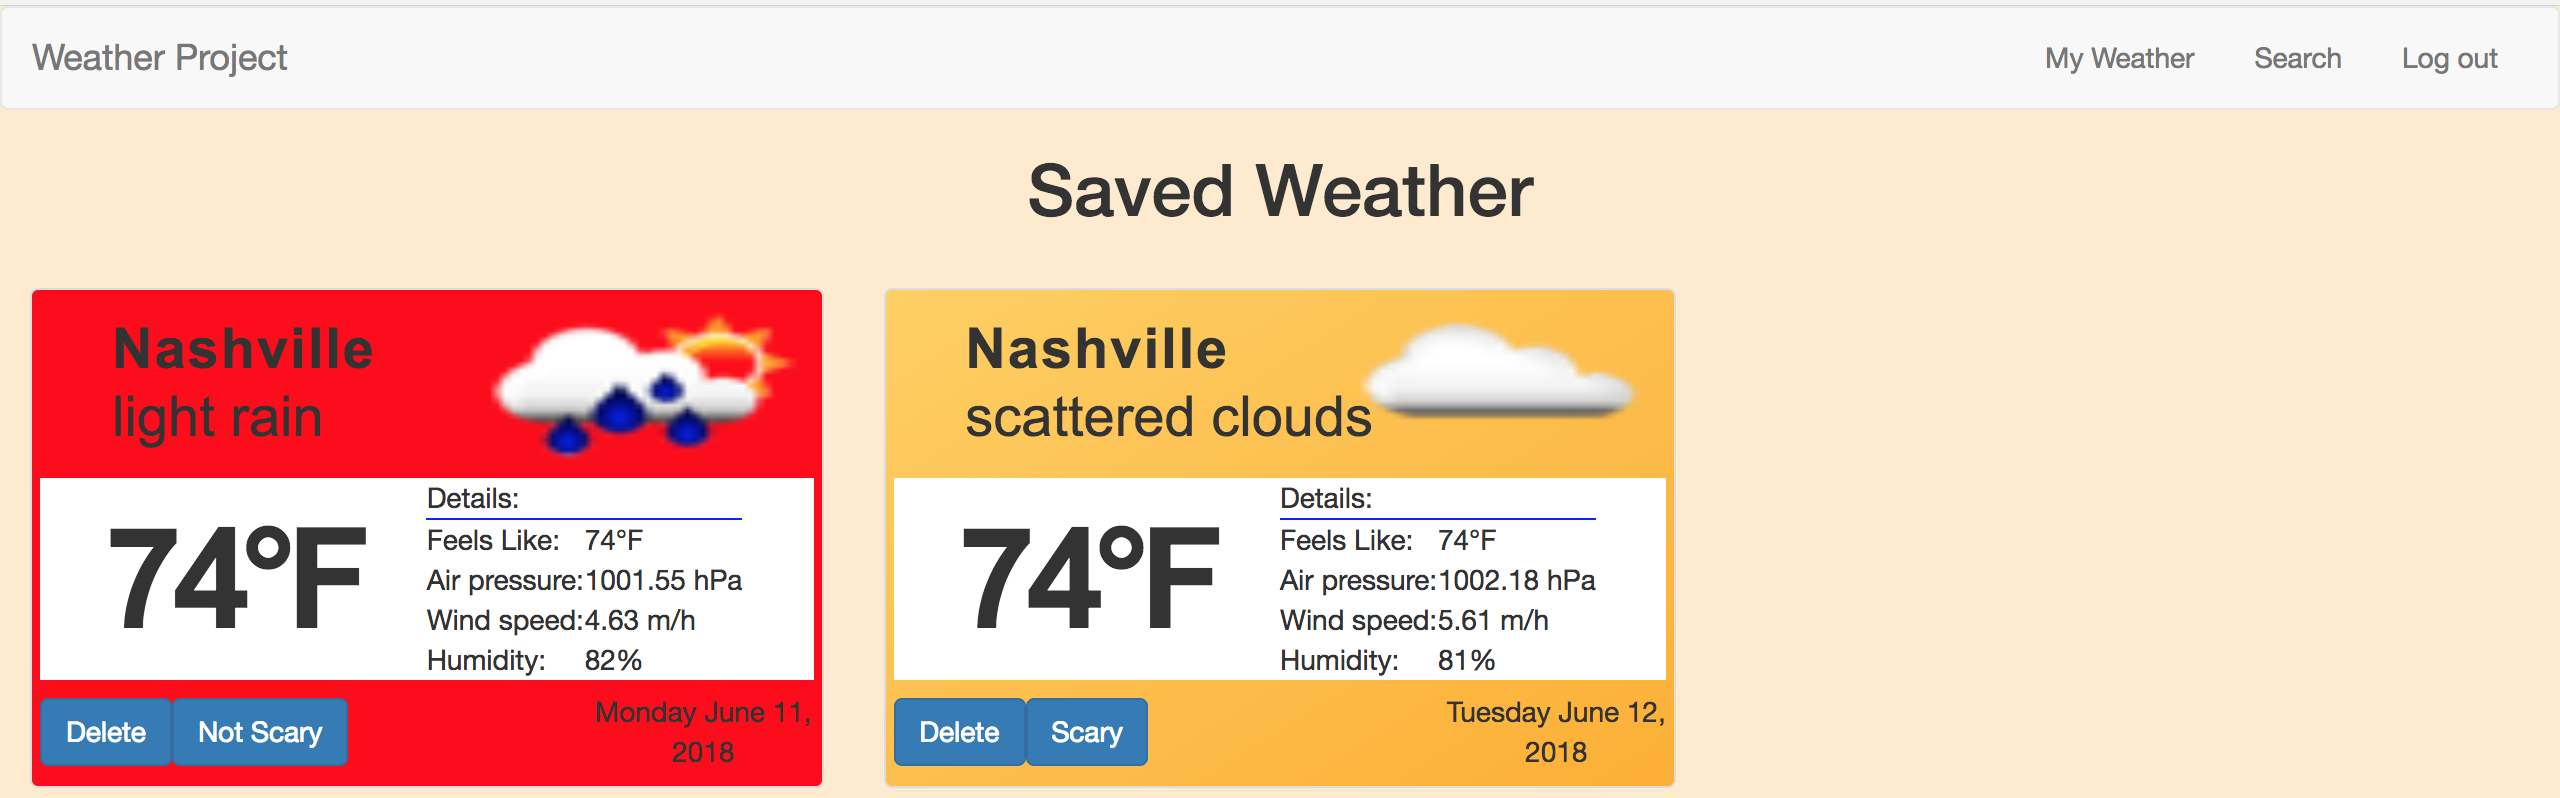 Weather Project
My Weather Search Log out
Saved Weather
Nashville
light rain
74°F
Details:
Feels Like: 74°F
Air pressure:1001.55 hPa
Wind speed:4.63 m/h
Humidity: 82%
Delete Not Scary
Monday June 11,
2018
Nashville
scattered clouds
74°F
Details:
Feels Like: 74°F
Air pressure:1002.18 hPa
Wind speed:5.61 m/h
Humidity: 81%
Delete Scary
Tuesday June 12,
2018